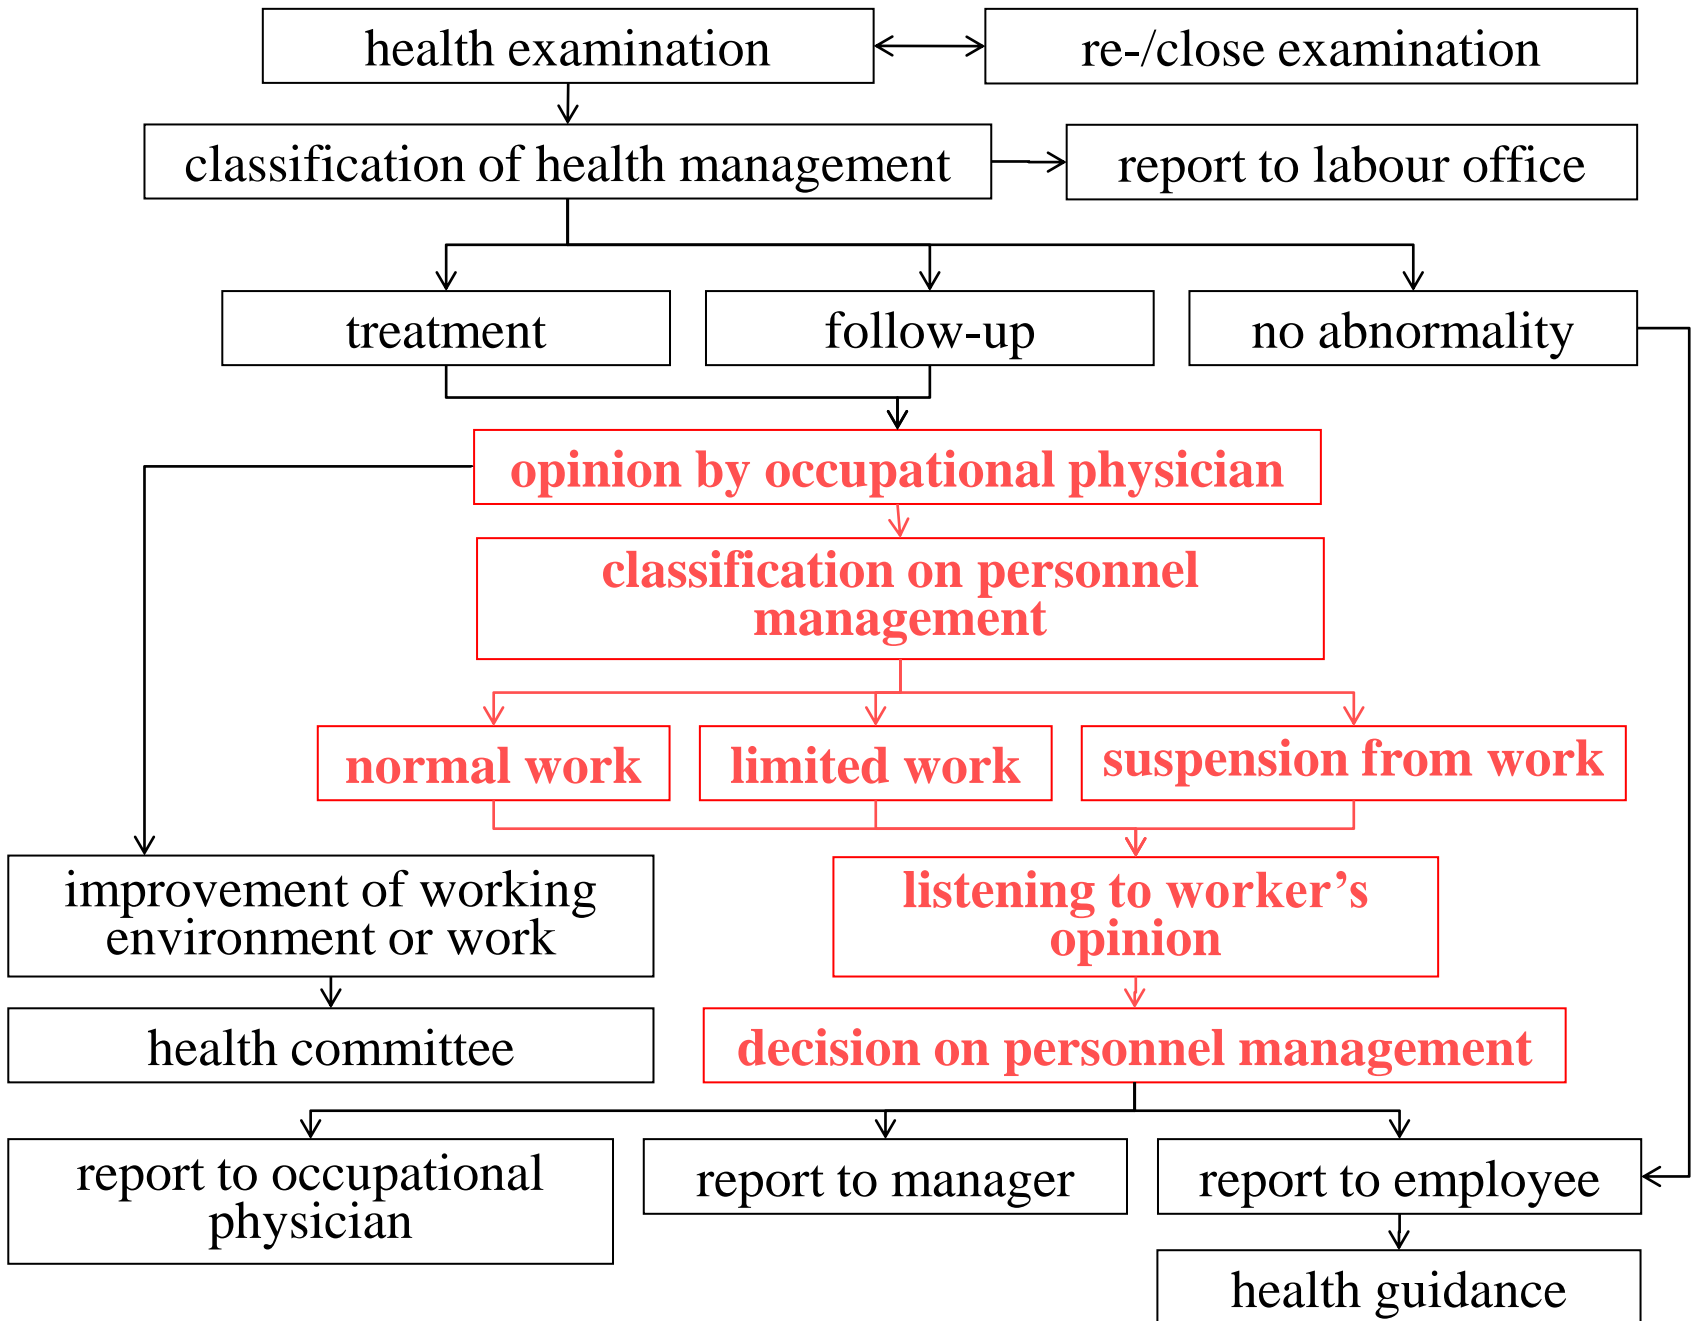 health examination
re-/close examination
classification of health management
report to labour office
treatment
follow-up
no abnormality
opinion by occupational physician
classification on personnel
management
normal work
limited work
suspension from work
improvement of working
environment or work
listening to worker’s
opinion
health committee
decision on personnel management
report to occupational
physician
report to manager
report to employee
health guidance